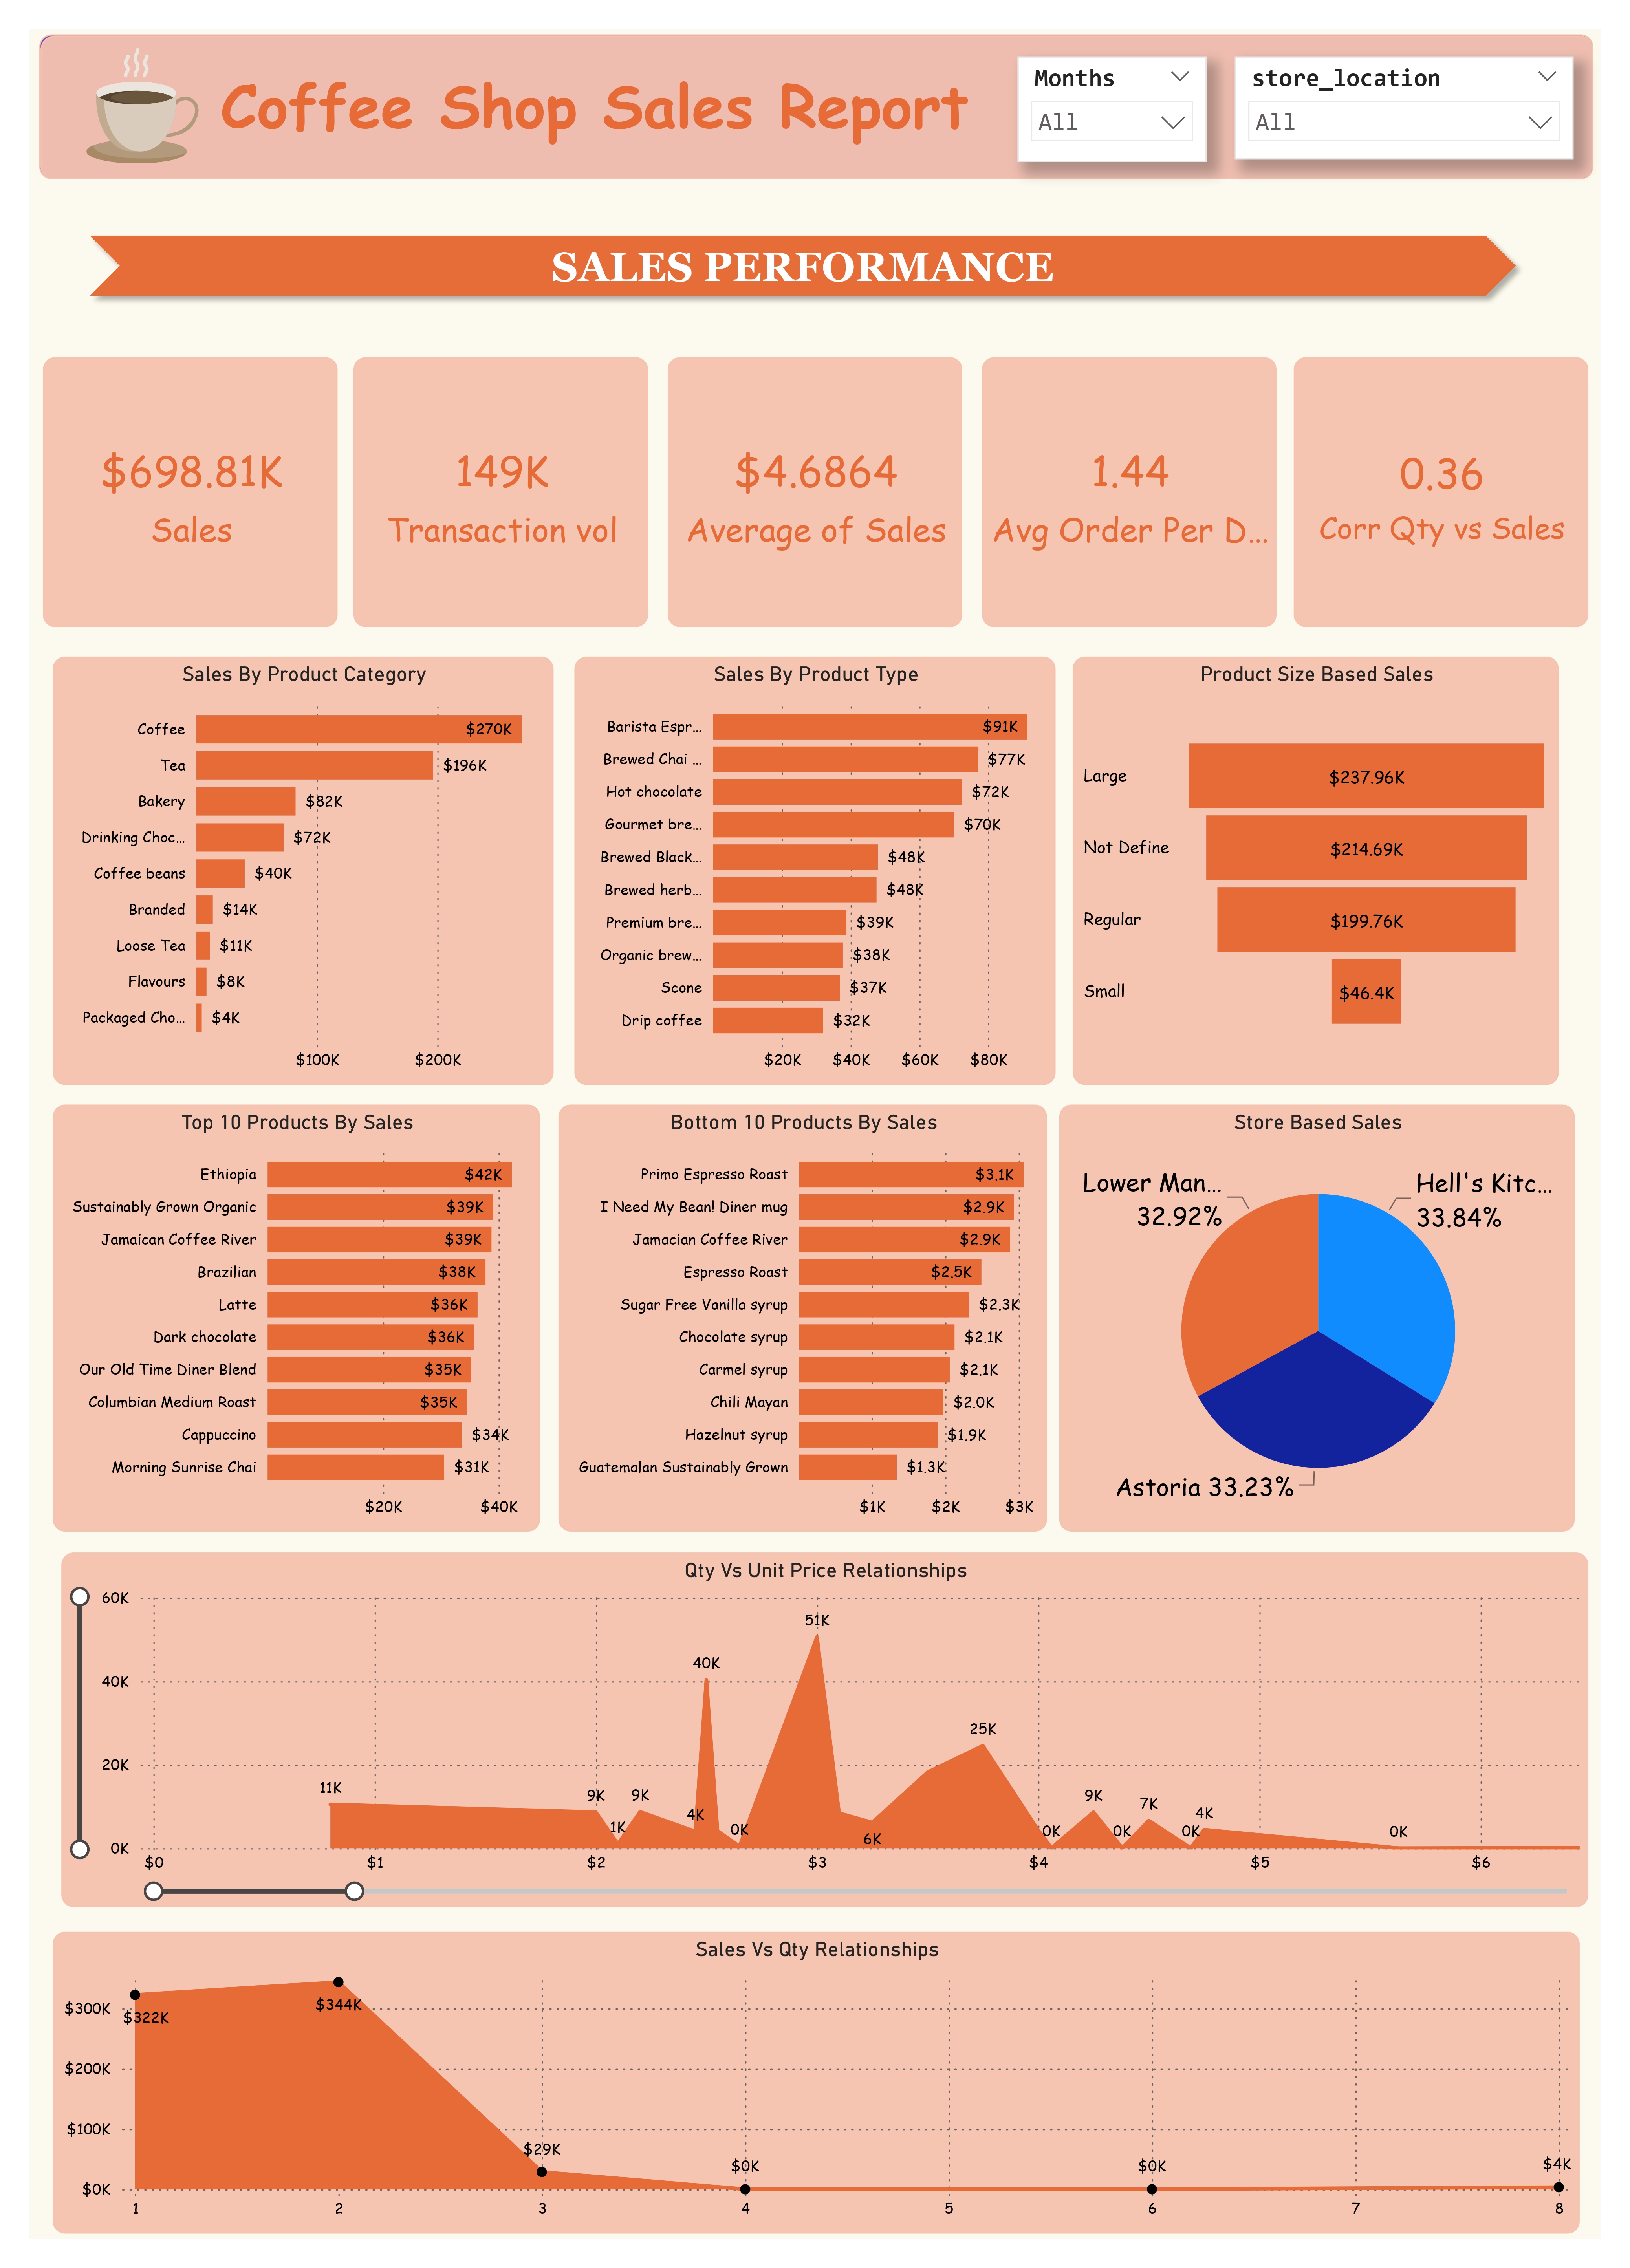 Coffee Shop Sales Report
Months
All
store_location
All
SALES PERFORMANCE
$698.81K
Sales
149K
Transaction vol
$4.6864
Average of Sales
1.44
Avg Order Per D...
0.36
Corr Qty vs Sales
Sales By Product Category
Coffee $270K
Tea $196K
Bakery $82K
Drinking Choc... $72K
Coffee beans $40K
Branded $14K
Loose Tea $11K
Flavours $8K
Packaged Cho... $4K
$100K $200K
Sales By Product Type
Barista Espr... $91K
Brewed Chai ... $77K
Hot chocolate $72K
Gourmet bre... $70K
Brewed Black... $48K
Brewed herb... $48K
Premium bre... $39K
Organic brew... $38K
Scone $37K
Drip coffee $32K
$20K $40K $60K $80K
Product Size Based Sales
Large $237.96K
Not Define $214.69K
Regular $199.76K
Small $46.4K
Top 10 Products By Sales
Ethiopia $42K
Sustainably Grown Organic $39K
Jamaican Coffee River $39K
Brazilian $38K
Latte $36K
Dark chocolate $36K
Our Old Time Diner Blend $35K
Columbian Medium Roast $35K
Cappuccino $34K
Morning Sunrise Chai $31K
$20K $40K
Bottom 10 Products By Sales
Primo Espresso Roast $3.1K
I Need My Bean! Diner mug $2.9K
Jamacian Coffee River $2.9K
Espresso Roast $2.5K
Sugar Free Vanilla syrup $2.3K
Chocolate syrup $2.1K
Carmel syrup $2.1K
Chili Mayan $2.0K
Hazelnut syrup $1.9K
Guatemalan Sustainably Grown $1.3K
$1K $2K $3K
Store Based Sales
Lower Man...
32.92%
Hell's Kitc...
33.84%
Astoria 33.23%
Qty Vs Unit Price Relationships
60K
51K
40K
40K
25K
20K
11K 9K 9K 9K 7K 4K
4K 1K 0K 6K 0K 0K 0K 0K
0K
$0 $1 $2 $3 $4 $5 $6
Sales Vs Qty Relationships
$300K
$322K $344K
$200K
$100K
$29K $0K $0K $4K
$0K
1 2 3 4 5 6 7 8